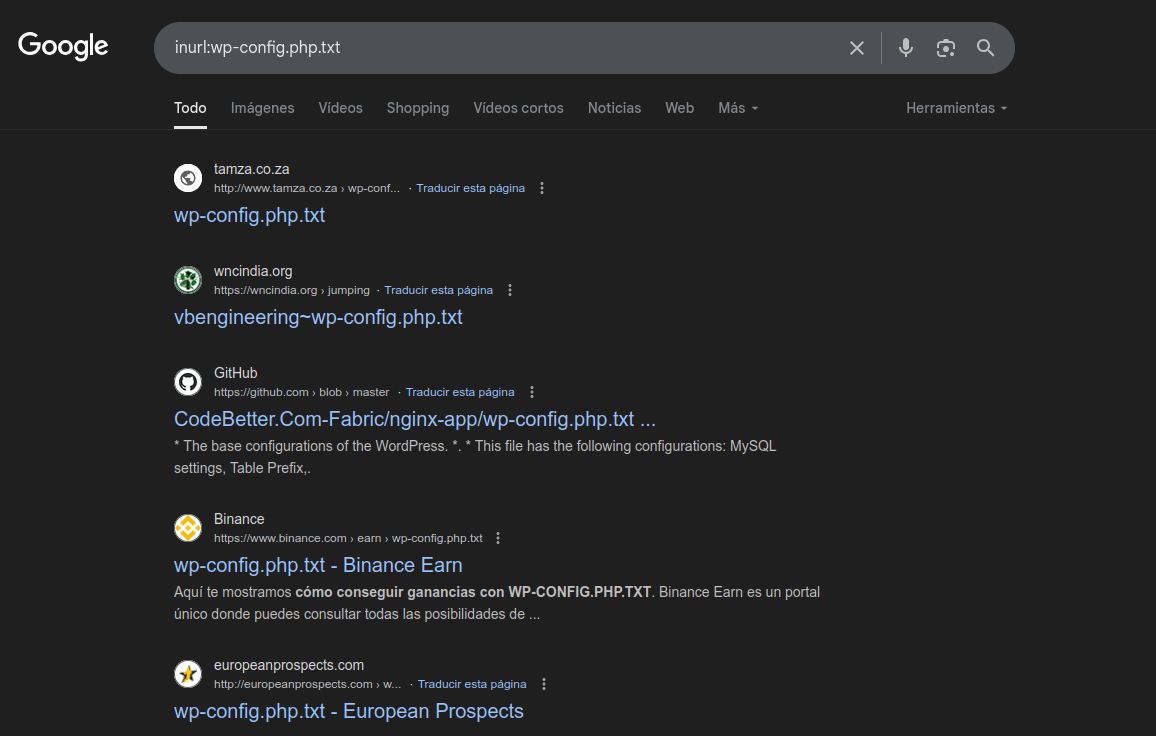 Google
inurl:wp-config.php.txt
Todo Imágenes Vídeos Shopping Vídeos cortos Noticias Web Más Herramientas
tamza.co.za
http://www.tamza.co.za › wp-conf... · Traducir esta página
wp-config.php.txt
wncindia.org
https://wncindia.org › jumping · Traducir esta página
vbengineering~wp-config.php.txt
GitHub
https://github.com › blob › master · Traducir esta página
CodeBetter.Com-Fabric/nginx-app/wp-config.php.txt ...
* The base configurations of the WordPress. *. * This file has the following configurations: MySQL
settings, Table Prefix,.
Binance
https://www.binance.com › earn › wp-config.php.txt
wp-config.php.txt - Binance Earn
Aquí te mostramos cómo conseguir ganancias con WP-CONFIG.PHP.TXT. Binance Earn es un portal
único donde puedes consultar todas las posibilidades de ...
europeanprospects.com
http://europeanprospects.com › w... · Traducir esta página
wp-config.php.txt - European Prospects